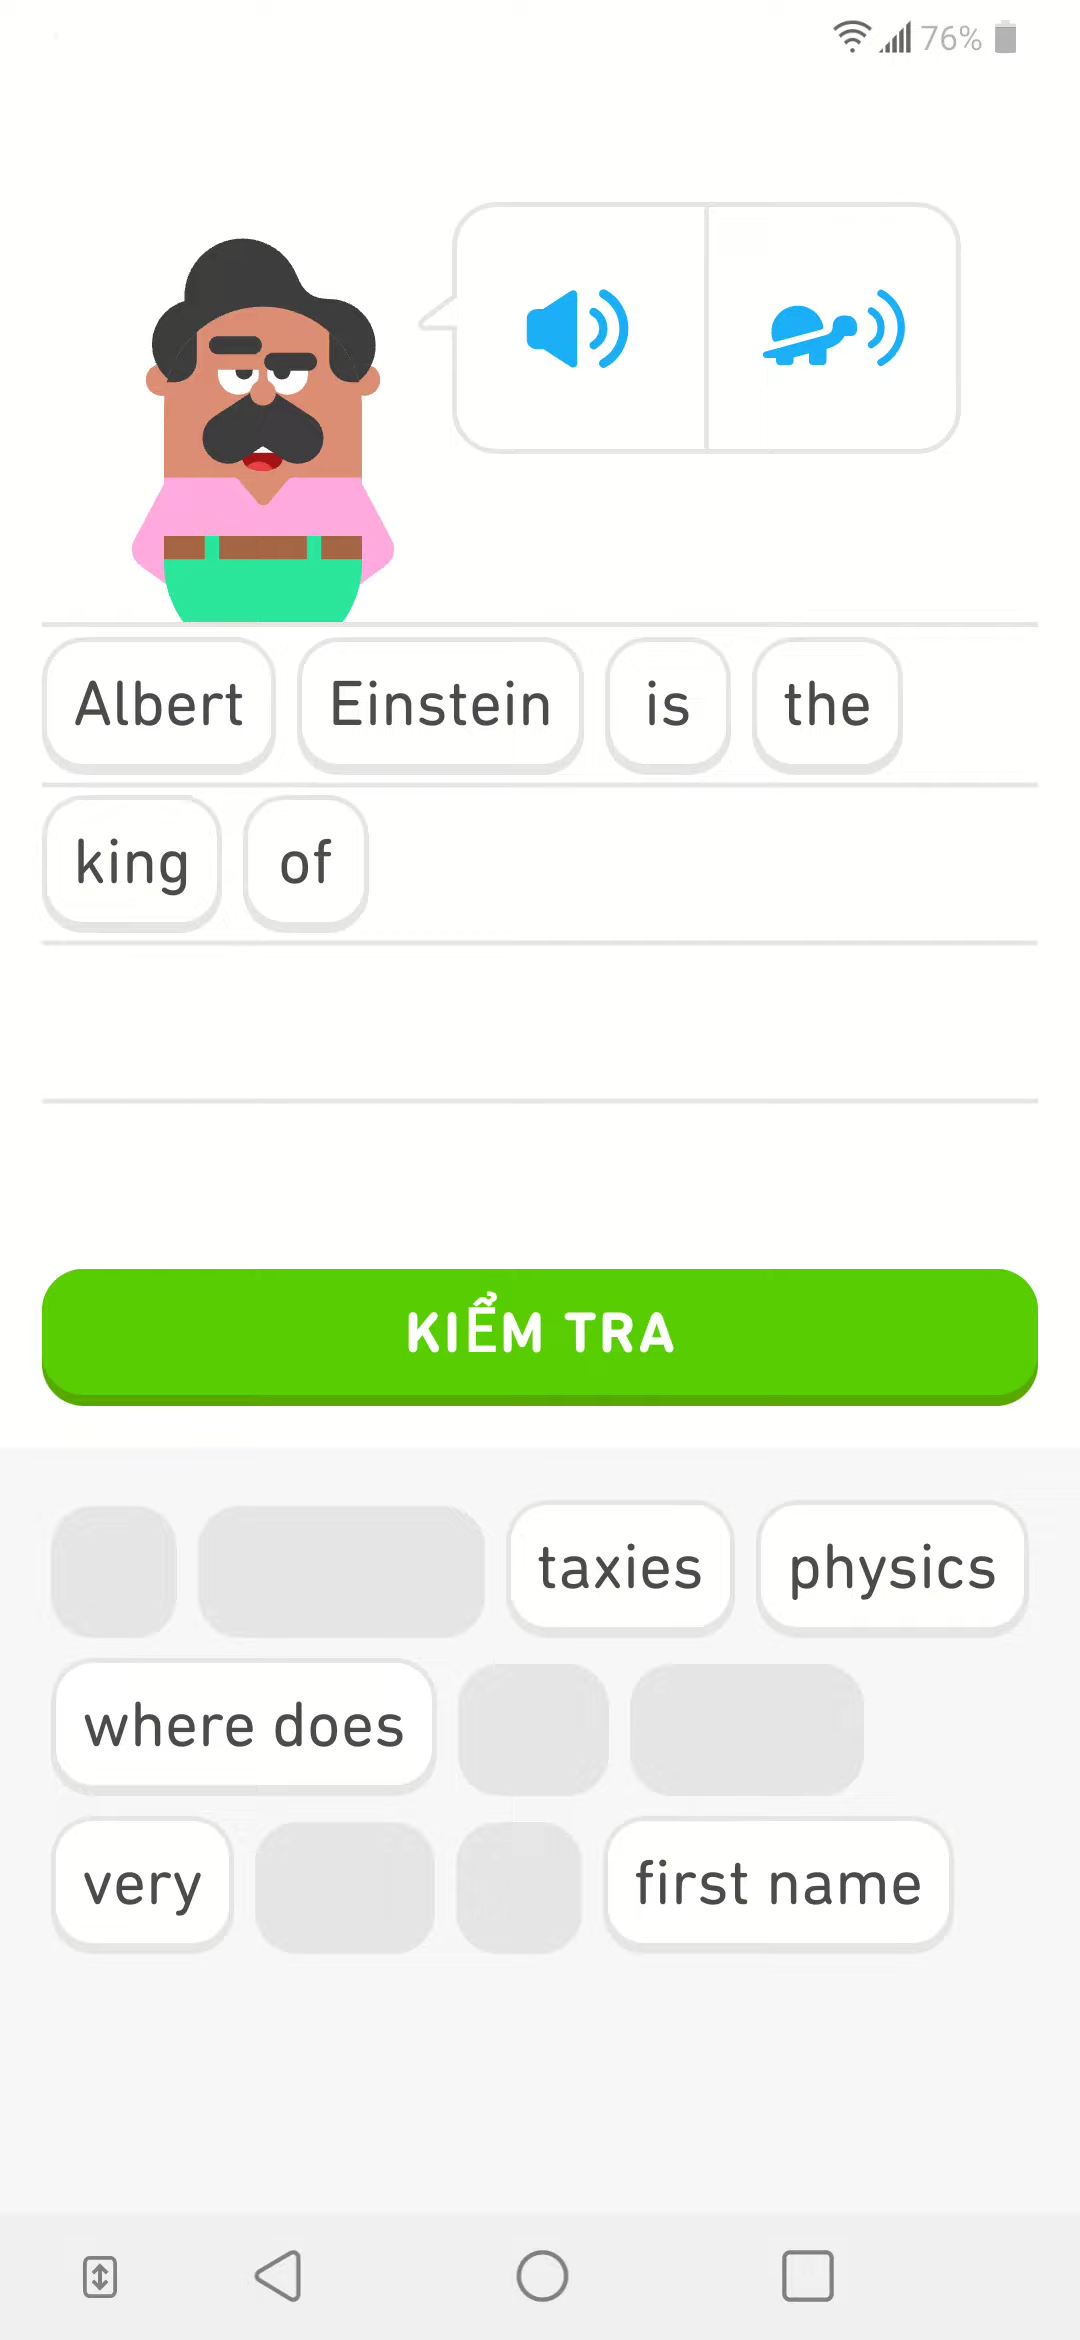 76%
Albert Einstein is the
king of
KIỂM TRA
taxies physics
where does
very first name